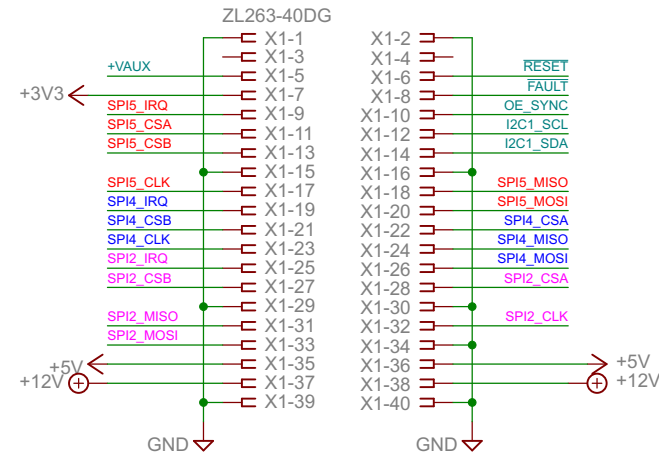 ZL263-40DG
X1-1 X1-2
X1-3 X1-4
+VAUX X1-5 X1-6 RESET
+3V3 X1-7 X1-8 FAULT
SPI5_IRQ X1-9 X1-10 OE_SYNC
SPI5_CSA X1-11 X1-12 I2C1_SCL
SPI5_CSB X1-13 X1-14 I2C1_SDA
X1-15 X1-16
SPI5_CLK X1-17 X1-18 SPI5_MISO
SPI4_IRQ X1-19 X1-20 SPI5_MOSI
SPI4_CSB X1-21 X1-22 SPI4_CSA
SPI4_CLK X1-23 X1-24 SPI4_MISO
SPI2_IRQ X1-25 X1-26 SPI4_MOSI
SPI2_CSB X1-27 X1-28 SPI2_CSA
X1-29 X1-30
SPI2_MISO X1-31 X1-32 SPI2_CLK
SPI2_MOSI X1-33 X1-34
+5V X1-35 X1-36 +5V
+12V X1-37 X1-38 +12V
X1-39 X1-40
GND GND